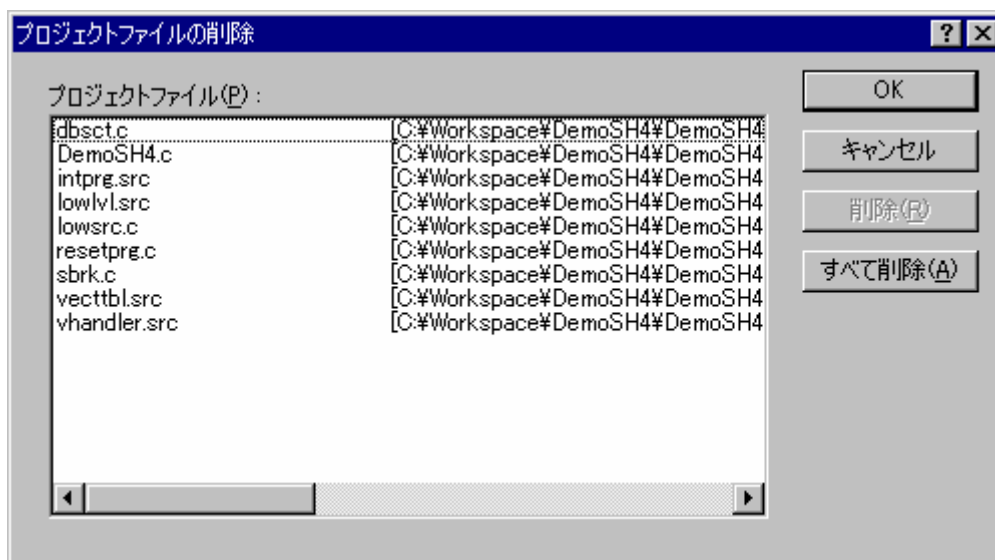 プロジェクトファイルの削除
プロジェクトファイル(P) :
dbsct.c [C:¥Workspace¥DemoSH4¥DemoSH4
DemoSH4.c [C:¥Workspace¥DemoSH4¥DemoSH4
intprg.src [C:¥Workspace¥DemoSH4¥DemoSH4
lowlvl.src [C:¥Workspace¥DemoSH4¥DemoSH4
lowsrc.c [C:¥Workspace¥DemoSH4¥DemoSH4
resetprg.c [C:¥Workspace¥DemoSH4¥DemoSH4
sbrk.c [C:¥Workspace¥DemoSH4¥DemoSH4
vecttbl.src [C:¥Workspace¥DemoSH4¥DemoSH4
vhandler.src [C:¥Workspace¥DemoSH4¥DemoSH4
OK
キャンセル
削除(R)
すべて削除(A)